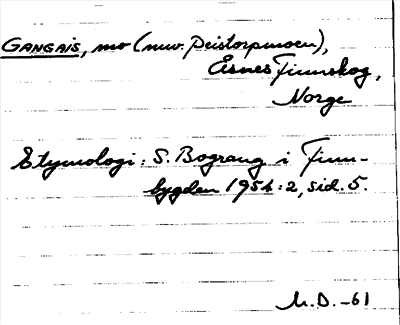 GANGAIS, mo (nuv. Peistorpmoen),
Åsnes Finnskog,
Norge
Etymologi: S. Bograng i Finn-
bygden 1954:2, sid. 5.
M.D. -61